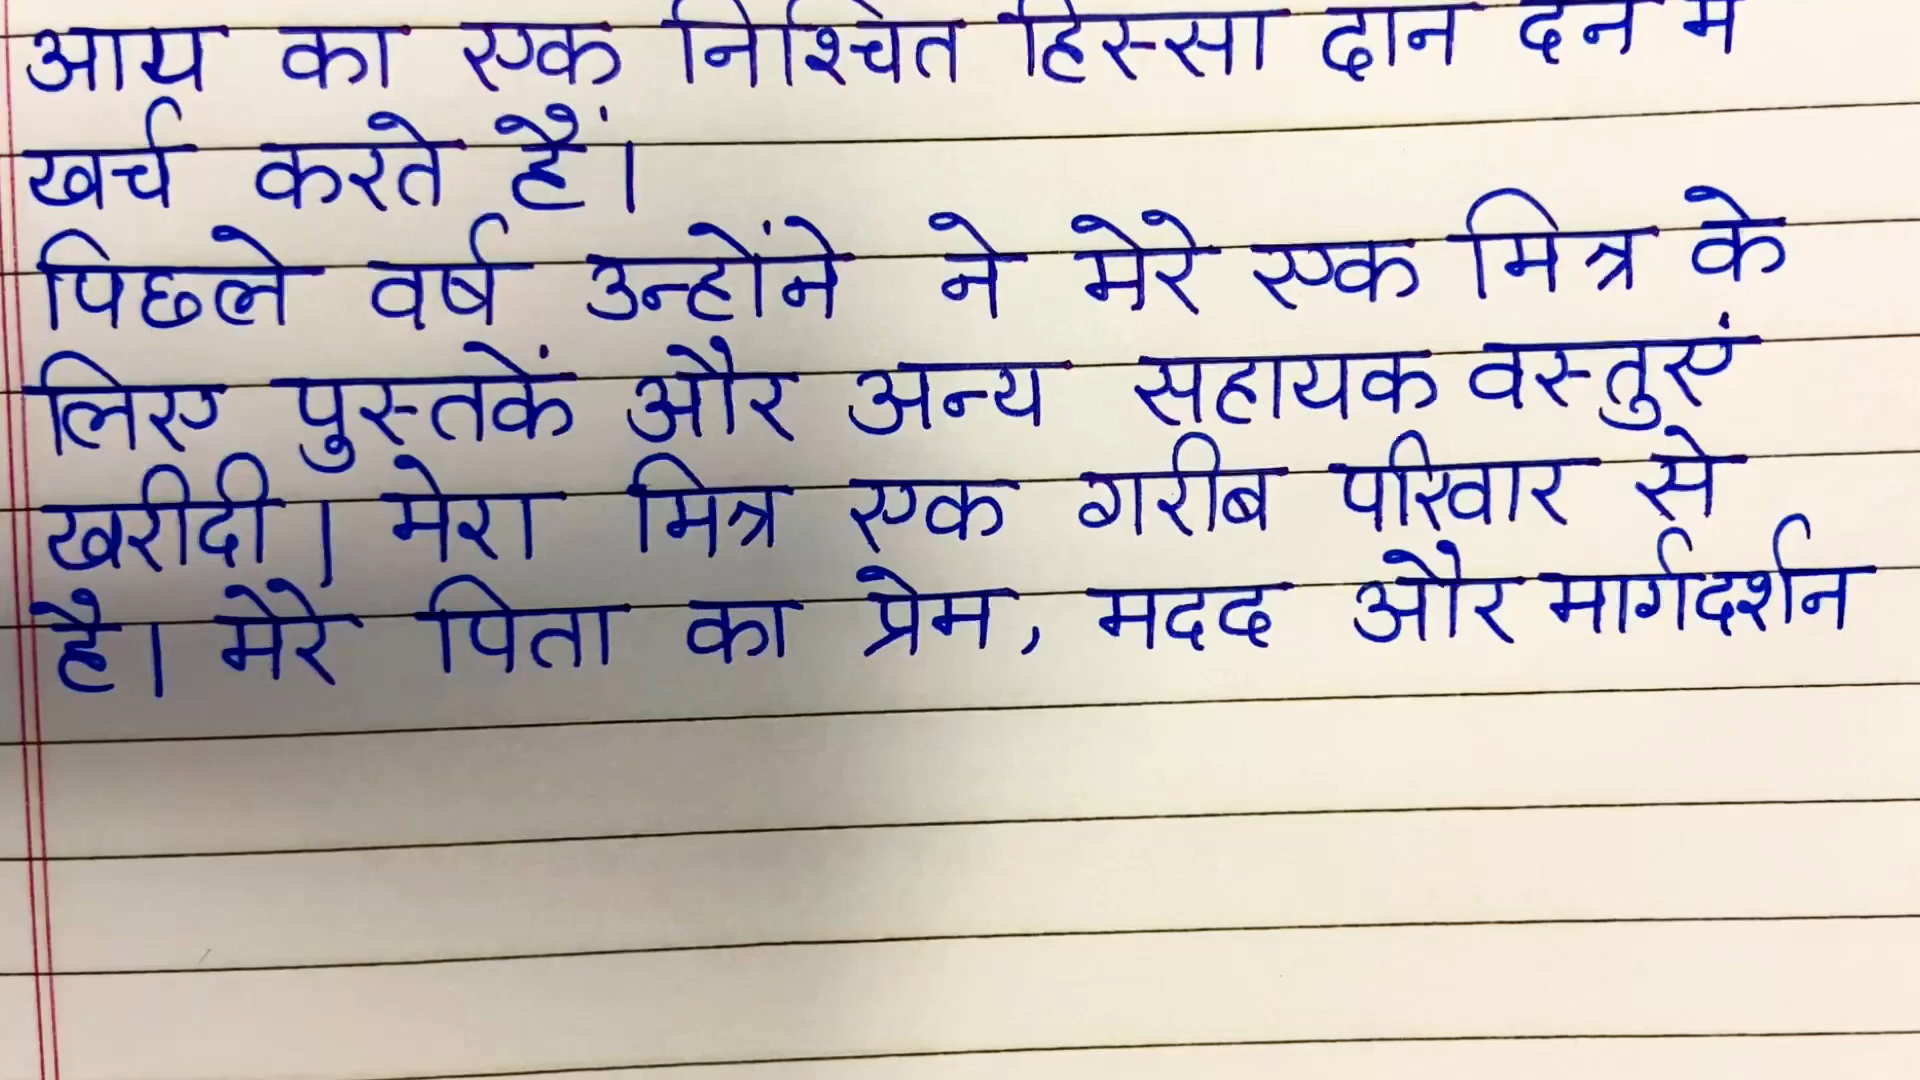 आय का एक निश्चित हिस्सा दान देने में
खर्च करते हैं।
पिछले वर्ष उन्होंने ने मेरे एक मित्र के
लिए पुस्तकें और अन्य सहायक वस्तुएं
खरीदी। मेरा मित्र एक गरीब परिवार से
है। मेरे पिता का प्रेम, मदद और मार्गदर्शन